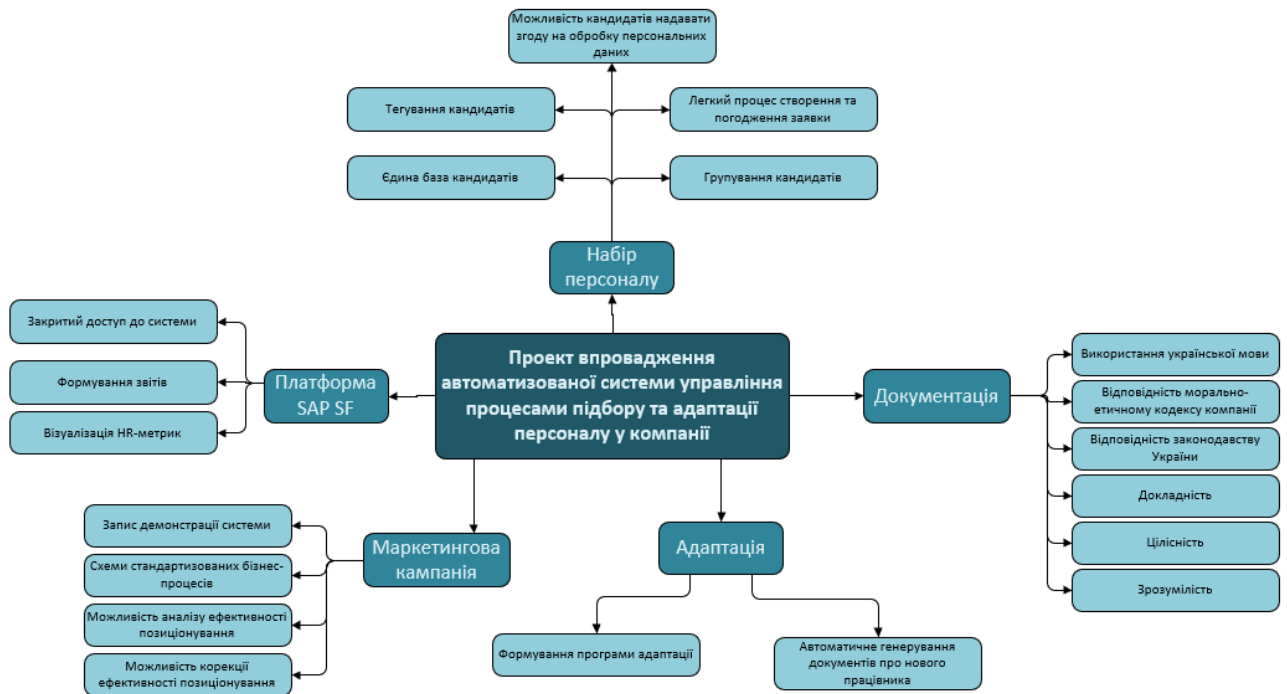 Можливість кандидатів надавати
згоду на обробку персональних
даних
Тегування кандидатів
Легкий процес створення та
погодження заявки
Єдина база кандидатів
Групування кандидатів
Набір
персоналу
Закритий доступ до системи
Формування звітів
Візуалізація HR-метрик
Платформа
SAP SF
Проект впровадження
автоматизованої системи управління
процесами підбору та адаптації
персоналу у компанії
Документація
Використання української мови
Відповідність морально-
етичному кодексу компанії
Відповідність законодавству
України
Докладність
Цілісність
Зрозумілість
Запис демонстрації системи
Схеми стандартизованих бізнес-
процесів
Можливість аналізу ефективності
позиціонування
Можливість корекції
ефективності позиціонування
Маркетингова
кампанія
Адаптація
Формування програми адаптації
Автоматичне генерування
документів про нового
працівника